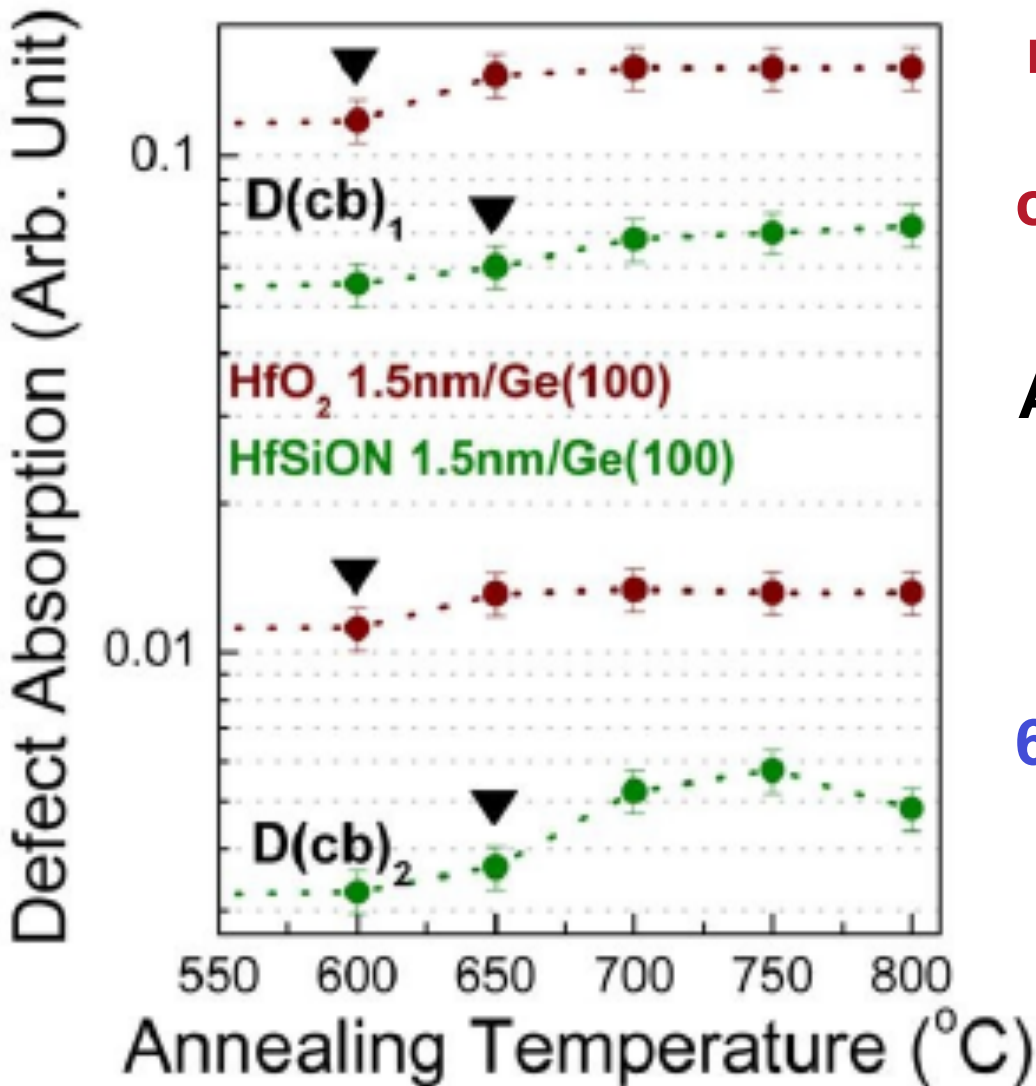 Defect Absorption (Arb. Unit)
0.1
D(cb)₁
HfO₂ 1.5nm/Ge(100)
HfSiON 1.5nm/Ge(100)
0.01
D(cb)₂
550 600 650 700 750 800
Annealing Temperature (°C)